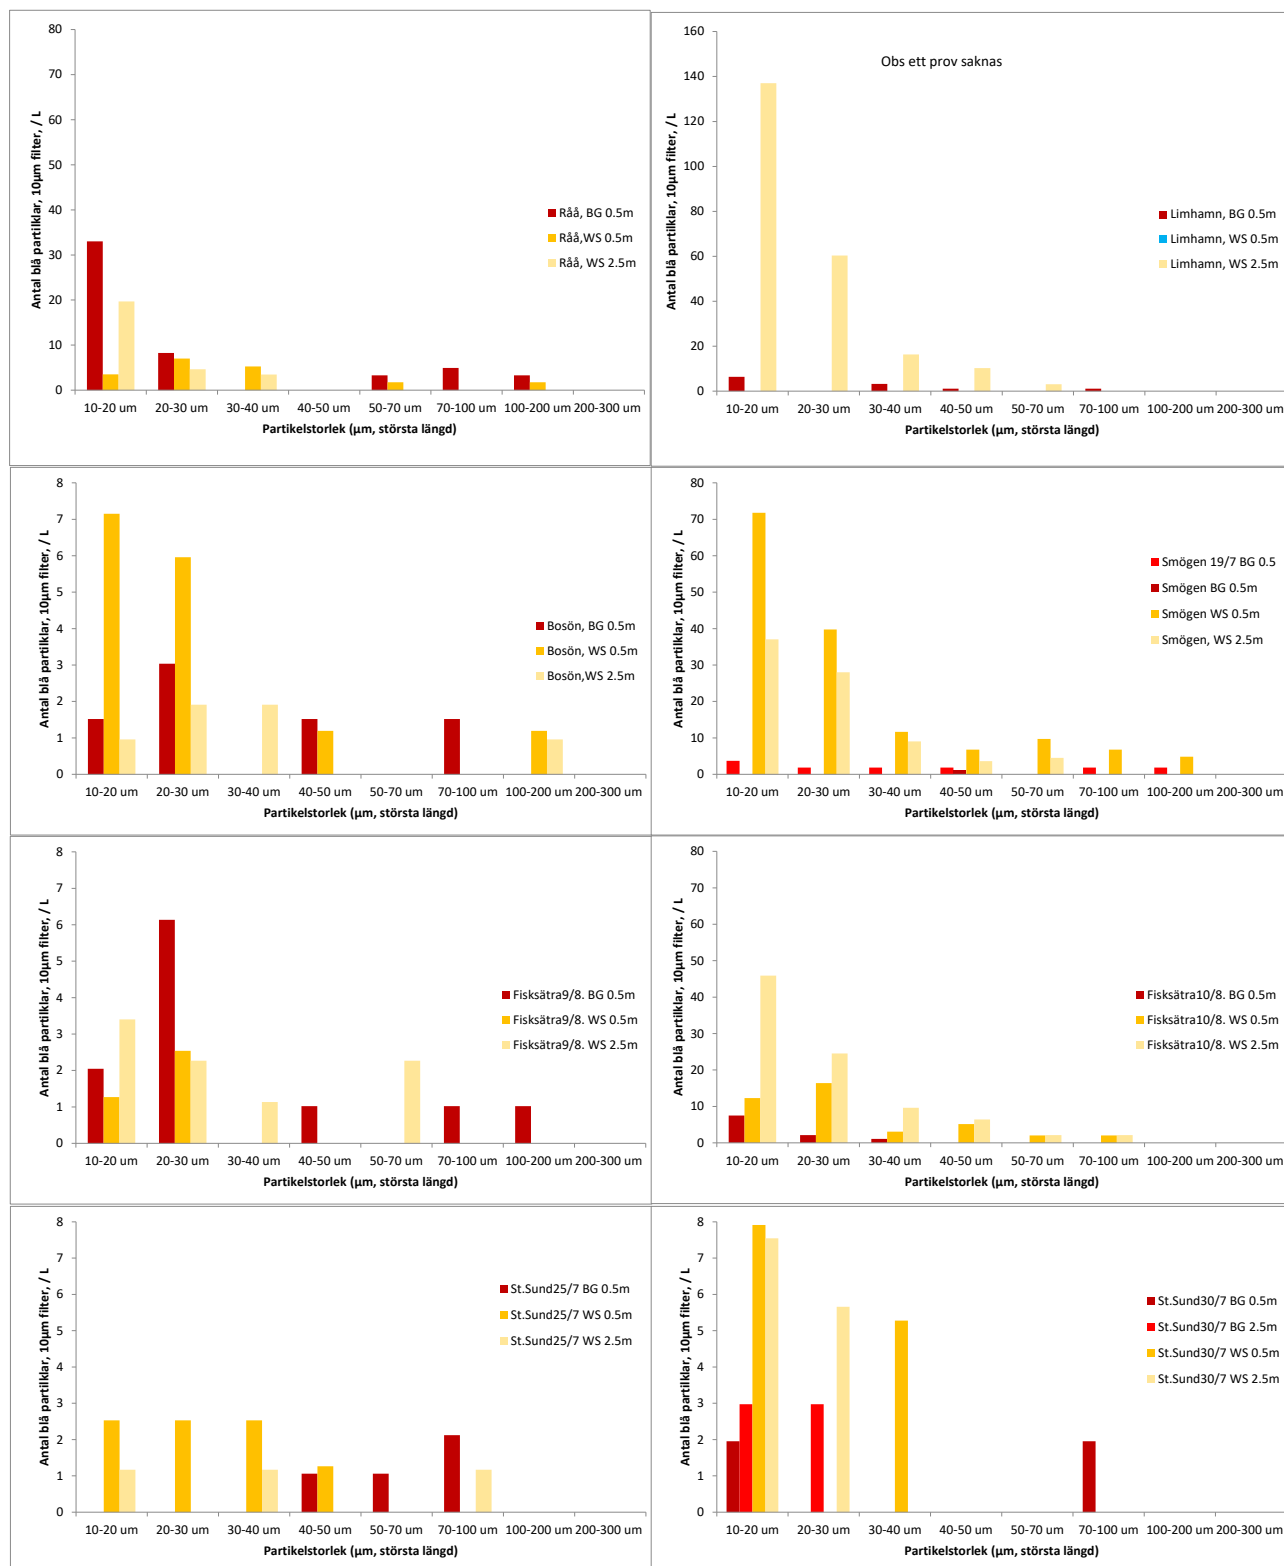 Antal blå partilklar, 10µm filter, / L
80
70
60
50
40
30
20
10
0
10-20 um 20-30 um 30-40 um 40-50 um 50-70 um 70-100 um 100-200 um 200-300 um
Partikelstorlek (µm, största längd)
Råå, BG 0.5m
Råå,WS 0.5m
Råå, WS 2.5m
Antal blå partilklar, 10µm filter, / L
160
140
120
100
80
60
40
20
0
Obs ett prov saknas
10-20 um 20-30 um 30-40 um 40-50 um 50-70 um 70-100 um 100-200 um 200-300 um
Partikelstorlek (µm, största längd)
Limhamn, BG 0.5m
Limhamn, WS 0.5m
Limhamn, WS 2.5m
Antal blå partilklar, 10µm filter, / L
8
7
6
5
4
3
2
1
0
10-20 um 20-30 um 30-40 um 40-50 um 50-70 um 70-100 um 100-200 um 200-300 um
Partikelstorlek (µm, största längd)
Bosön, BG 0.5m
Bosön, WS 0.5m
Bosön,WS 2.5m
Antal blå partilklar, 10µm filter, / L
80
70
60
50
40
30
20
10
0
10-20 um 20-30 um 30-40 um 40-50 um 50-70 um 70-100 um 100-200 um 200-300 um
Partikelstorlek (µm, största längd)
Smögen 19/7 BG 0.5
Smögen BG 0.5m
Smögen WS 0.5m
Smögen, WS 2.5m
Antal blå partilklar, 10µm filter, / L
8
7
6
5
4
3
2
1
0
10-20 um 20-30 um 30-40 um 40-50 um 50-70 um 70-100 um 100-200 um 200-300 um
Partikelstorlek (µm, största längd)
Fisksätra9/8. BG 0.5m
Fisksätra9/8. WS 0.5m
Fisksätra9/8. WS 2.5m
Antal blå partilklar, 10µm filter, / L
80
70
60
50
40
30
20
10
0
10-20 um 20-30 um 30-40 um 40-50 um 50-70 um 70-100 um 100-200 um 200-300 um
Partikelstorlek (µm, största längd)
Fisksätra10/8. BG 0.5m
Fisksätra10/8. WS 0.5m
Fisksätra10/8. WS 2.5m
Antal blå partilklar, 10µm filter, / L
8
7
6
5
4
3
2
1
0
10-20 um 20-30 um 30-40 um 40-50 um 50-70 um 70-100 um 100-200 um 200-300 um
Partikelstorlek (µm, största längd)
St.Sund25/7 BG 0.5m
St.Sund25/7 WS 0.5m
St.Sund25/7 WS 2.5m
Antal blå partilklar, 10µm filter, / L
8
7
6
5
4
3
2
1
0
10-20 um 20-30 um 30-40 um 40-50 um 50-70 um 70-100 um 100-200 um 200-300 um
Partikelstorlek (µm, största längd)
St.Sund30/7 BG 0.5m
St.Sund30/7 BG 2.5m
St.Sund30/7 WS 0.5m
St.Sund30/7 WS 2.5m